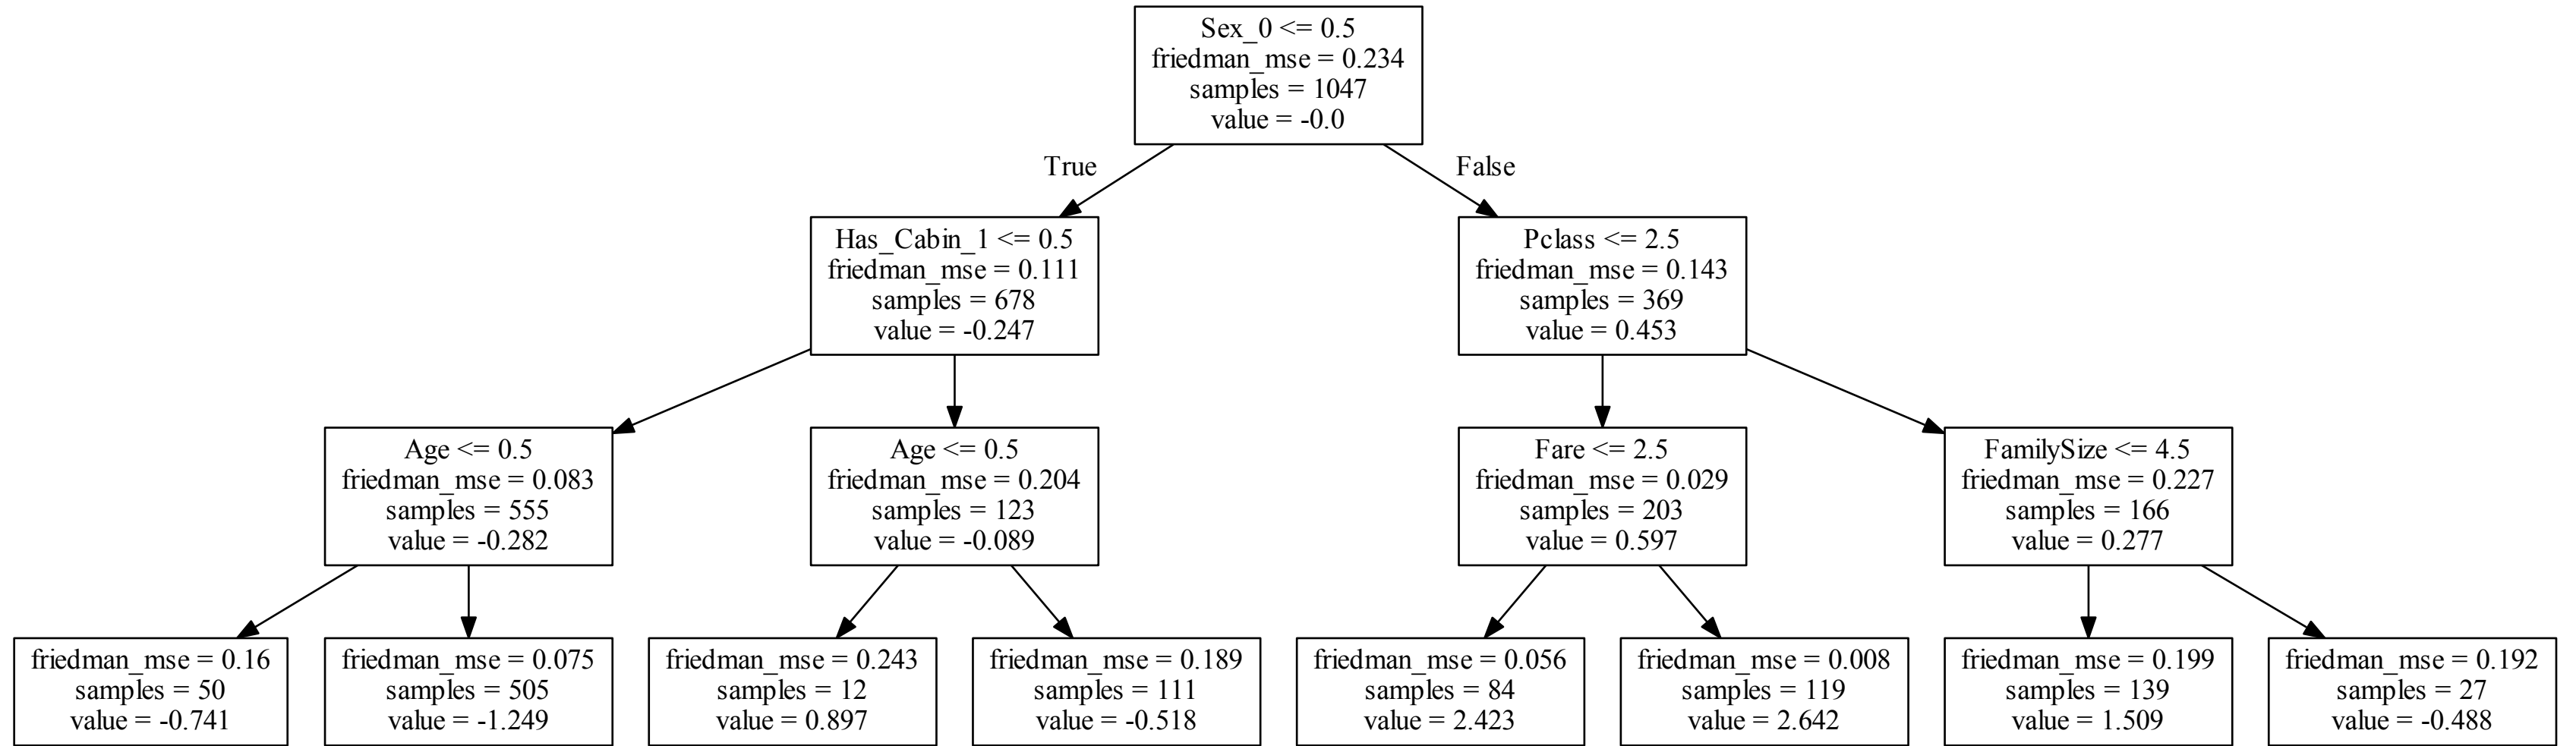 Sex_0 <= 0.5
friedman_mse = 0.234
samples = 1047
value = -0.0
True
False
Has_Cabin_1 <= 0.5
friedman_mse = 0.111
samples = 678
value = -0.247
Pclass <= 2.5
friedman_mse = 0.143
samples = 369
value = 0.453
Age <= 0.5
friedman_mse = 0.083
samples = 555
value = -0.282
Age <= 0.5
friedman_mse = 0.204
samples = 123
value = -0.089
Fare <= 2.5
friedman_mse = 0.029
samples = 203
value = 0.597
FamilySize <= 4.5
friedman_mse = 0.227
samples = 166
value = 0.277
friedman_mse = 0.16
samples = 50
value = -0.741
friedman_mse = 0.075
samples = 505
value = -1.249
friedman_mse = 0.243
samples = 12
value = 0.897
friedman_mse = 0.189
samples = 111
value = -0.518
friedman_mse = 0.056
samples = 84
value = 2.423
friedman_mse = 0.008
samples = 119
value = 2.642
friedman_mse = 0.199
samples = 139
value = 1.509
friedman_mse = 0.192
samples = 27
value = -0.488